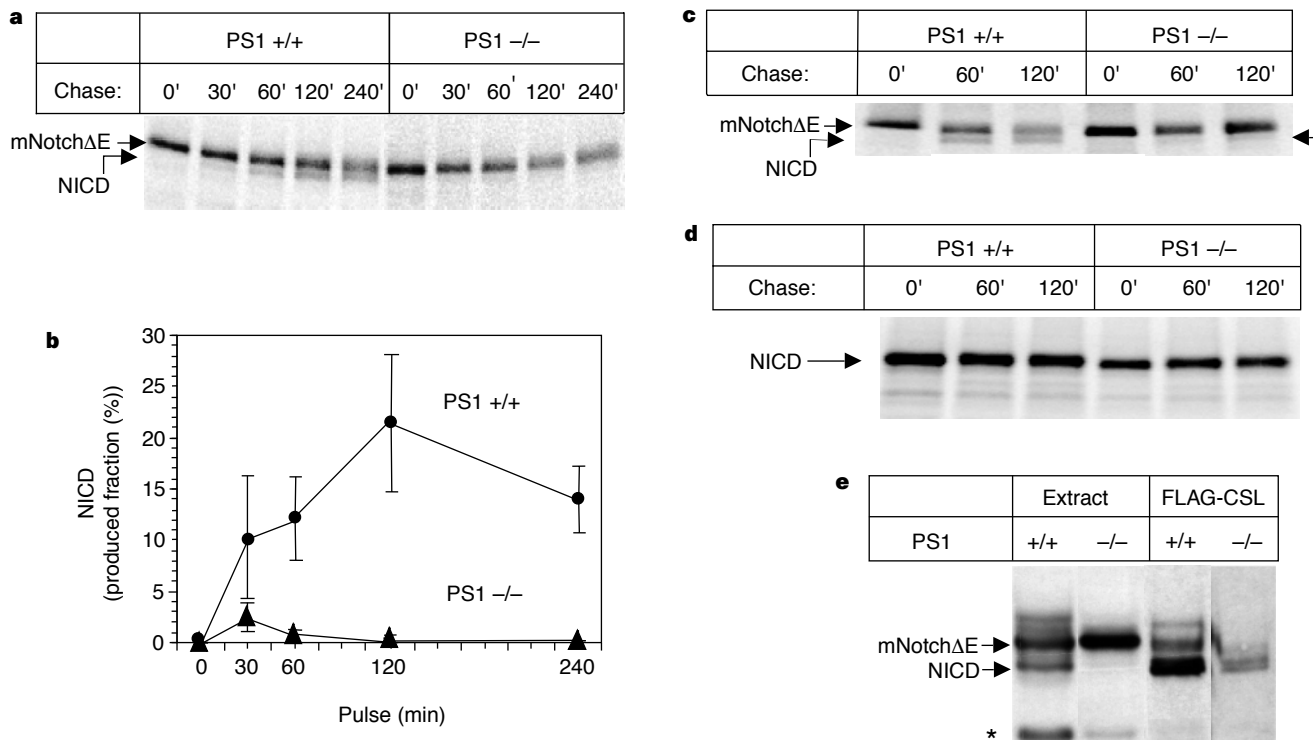 a
PS1 +/+ PS1 –/–
Chase: 0' 30' 60' 120' 240' 0' 30' 60' 120' 240'
mNotchΔE
NICD
b
NICD
(produced fraction (%))
30
25
20
15
10
5
0
PS1 +/+
PS1 –/–
0 30 60 120 240
Pulse (min)
c
PS1 +/+ PS1 –/–
Chase: 0' 60' 120' 0' 60' 120'
mNotchΔE
NICD
d
PS1 +/+ PS1 –/–
Chase: 0' 60' 120' 0' 60' 120'
NICD
e
Extract FLAG-CSL
PS1 +/+ –/– +/+ –/–
mNotchΔE
NICD
*